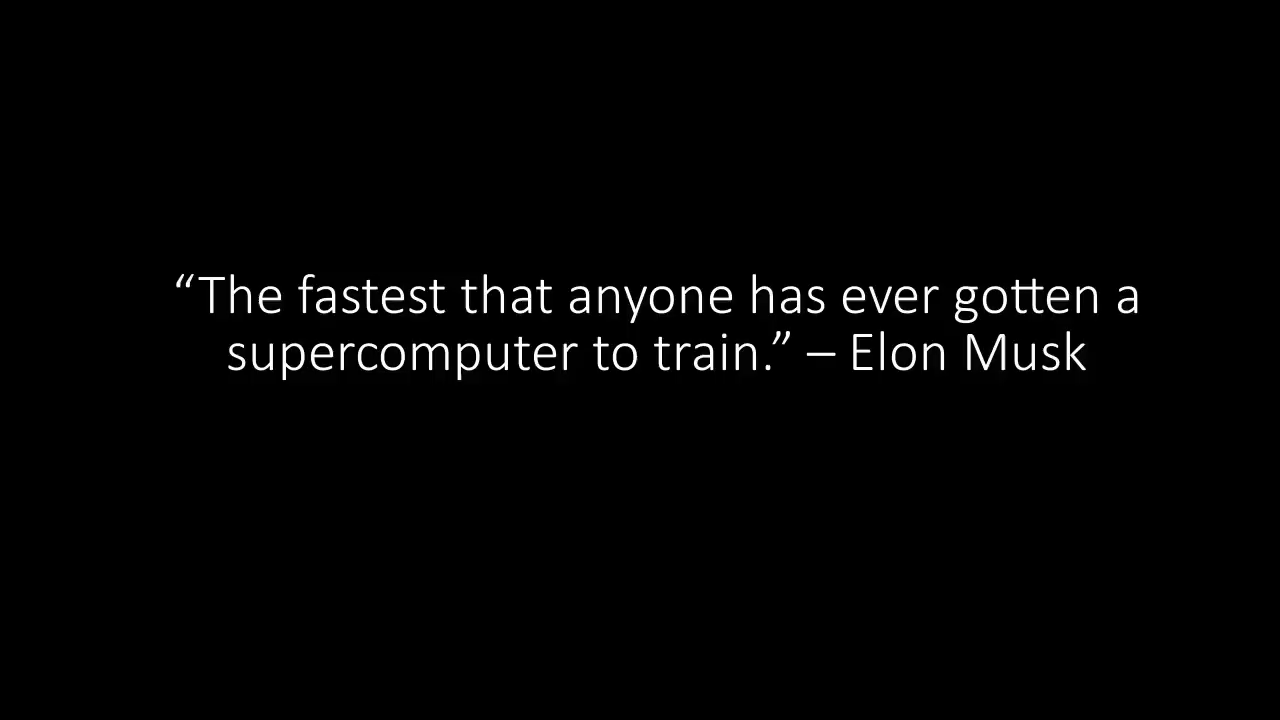 “The fastest that anyone has ever gotten a
supercomputer to train.” – Elon Musk